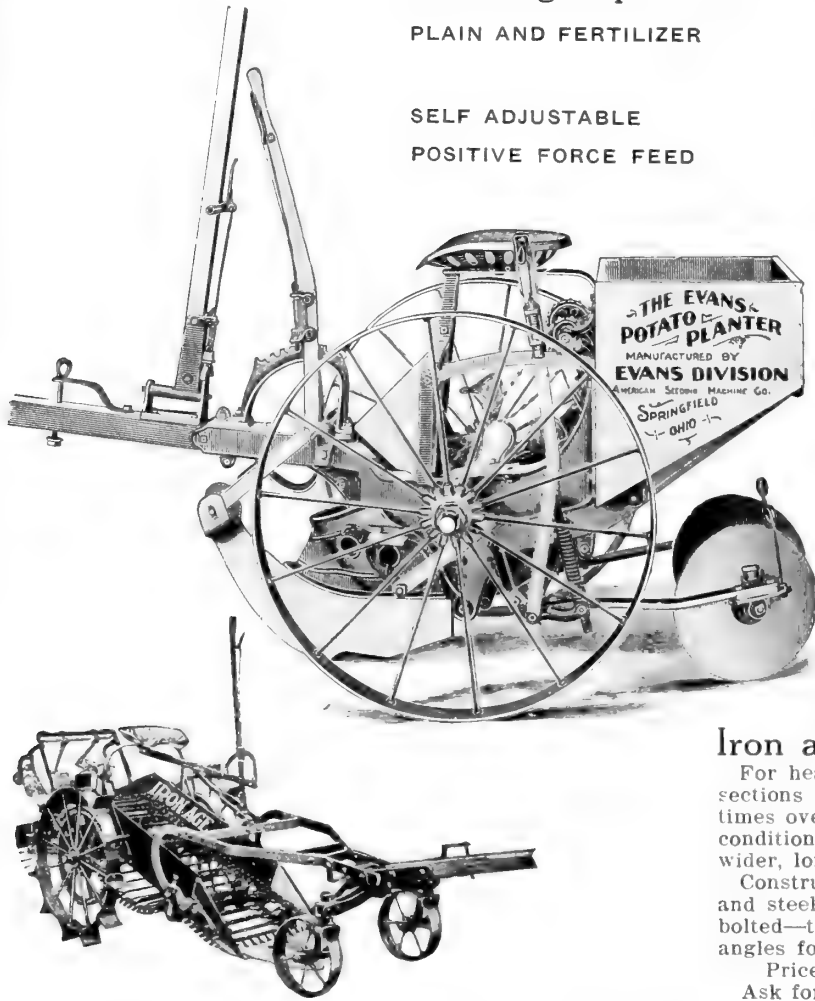 PLAIN AND FERTILIZER
SELF ADJUSTABLE
POSITIVE FORCE FEED
THE EVANS
POTATO
PLANTER
MANUFACTURED BY
EVANS DIVISION
AMERICAN SEEDING MACHINE CO.
SPRINGFIELD
OHIO
IRON AGE
Iron a
For hea
sections
times ove
condition
wider, lo
Constru
and steel
bolted—t
angles fo
Price
Ask for